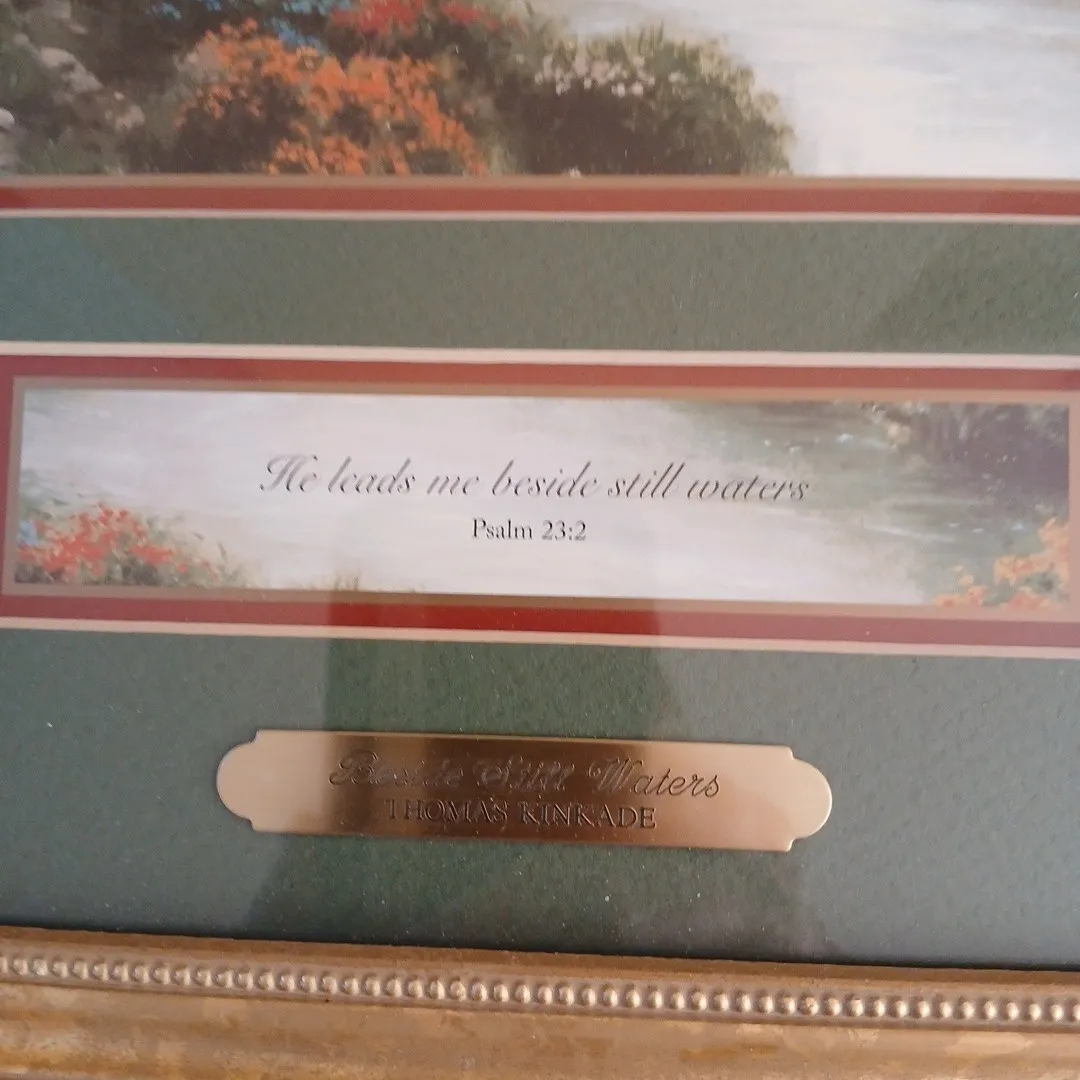 He leads me beside still waters
Psalm 23:2
Beside Still Waters
THOMAS KINKADE